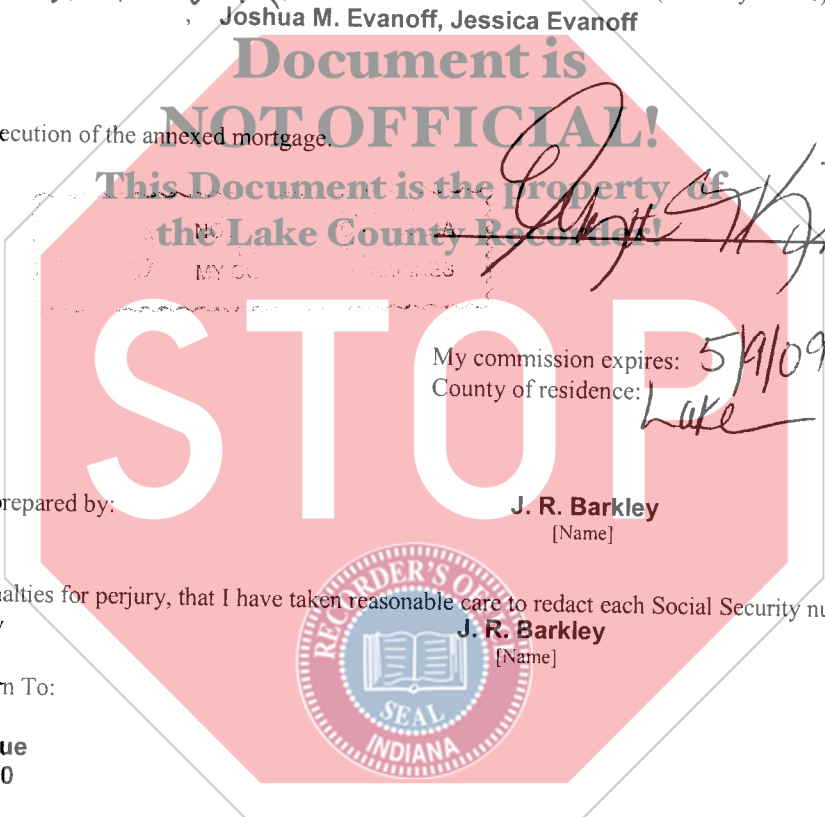 Joshua M. Evanoff, Jessica Evanoff
Document is
NOT OFFICIAL!
ecution of the annexed mortgage.
This Document is the property of
the Lake County Recorder!
MY
STOP
My commission expires: 5/9/09
County of residence: Lake
prepared by:
J. R. Barkley
[Name]
alties for perjury, that I have taken reasonable care to redact each Social Security nu
J. R. Barkley
[Name]
RECORDER'S OFFICE
SEAL
INDIANA
n To:
ue
0